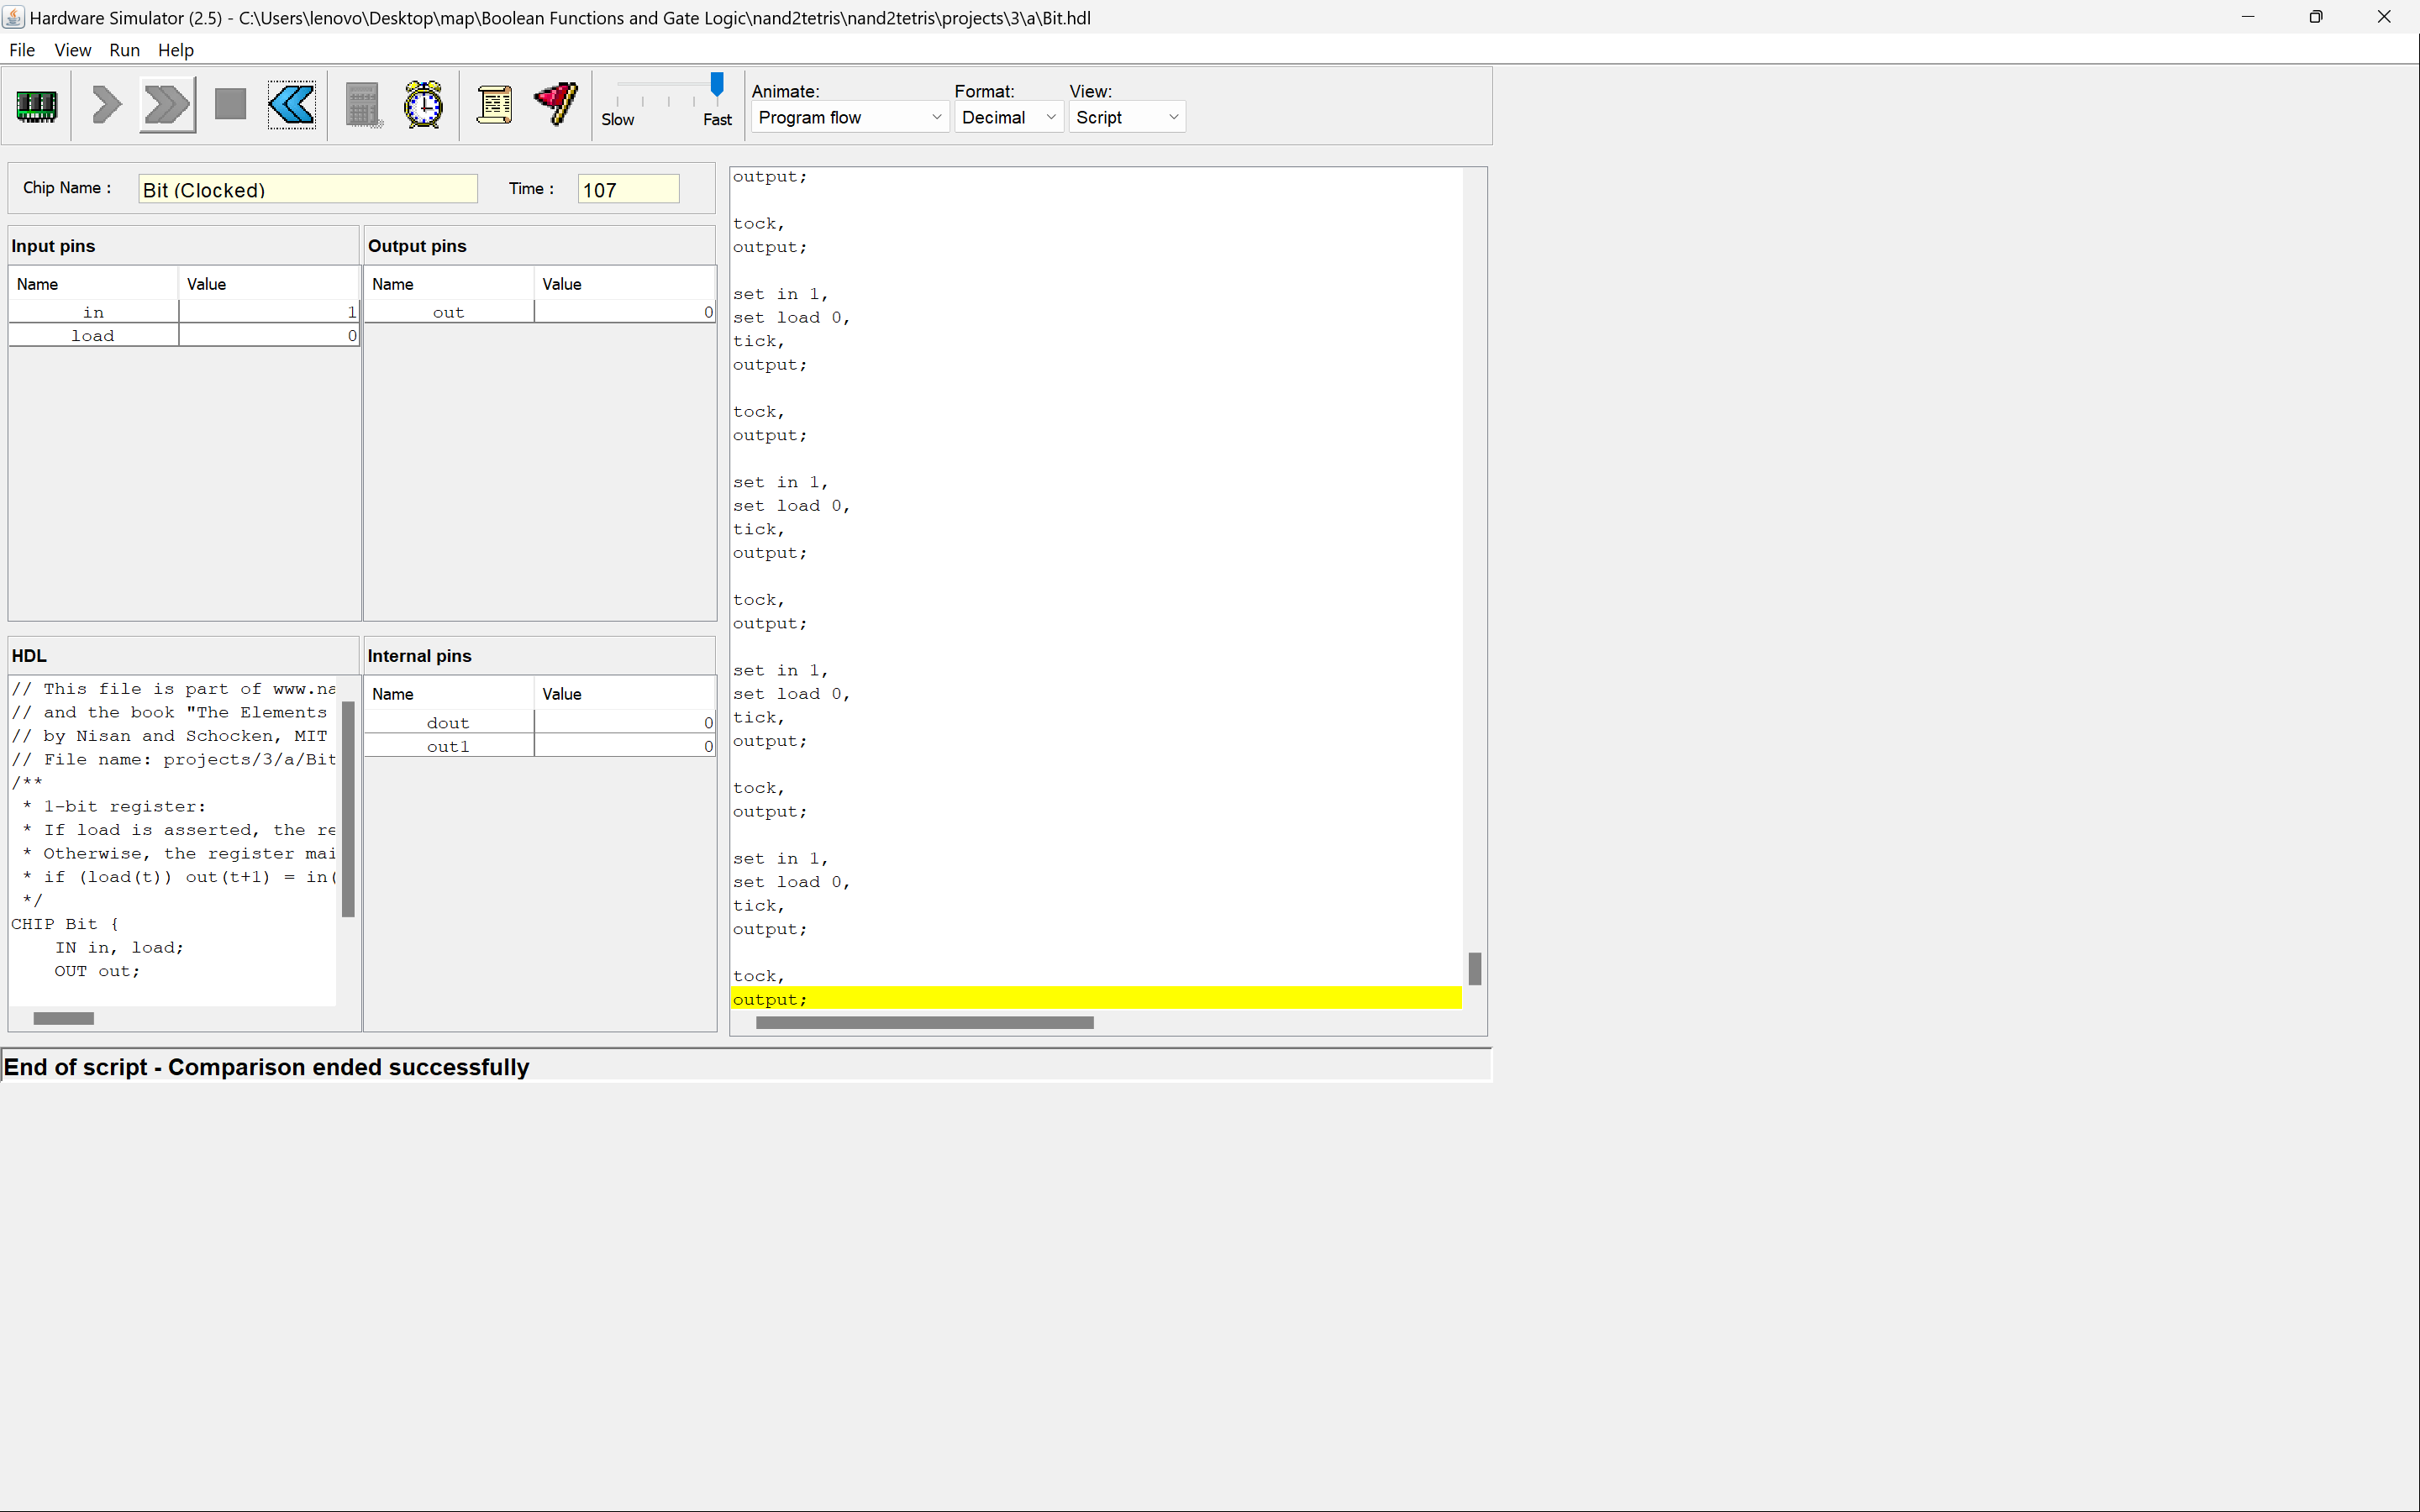 Hardware Simulator (2.5) - C:\Users\lenovo\Desktop\map\Boolean Functions and Gate Logic\nand2tetris\nand2tetris\projects\3\a\Bit.hdl
File View Run Help
Slow Fast
Animate: Format: View:
Program flow Decimal Script
Chip Name : Bit (Clocked) Time : 107
Input pins
Name Value
in 1
load 0
Output pins
Name Value
out 0
HDL
// This file is part of www.na
// and the book "The Elements
// by Nisan and Schocken, MIT
// File name: projects/3/a/Bit
/**
* 1-bit register:
* If load is asserted, the re
* Otherwise, the register mai
* if (load(t)) out(t+1) = in(
*/
CHIP Bit {
IN in, load;
OUT out;
Internal pins
Name Value
dout 0
out1 0
output;
tock,
output;
set in 1,
set load 0,
tick,
output;
tock,
output;
set in 1,
set load 0,
tick,
output;
tock,
output;
set in 1,
set load 0,
tick,
output;
tock,
output;
set in 1,
set load 0,
tick,
output;
tock,
output;
End of script - Comparison ended successfully